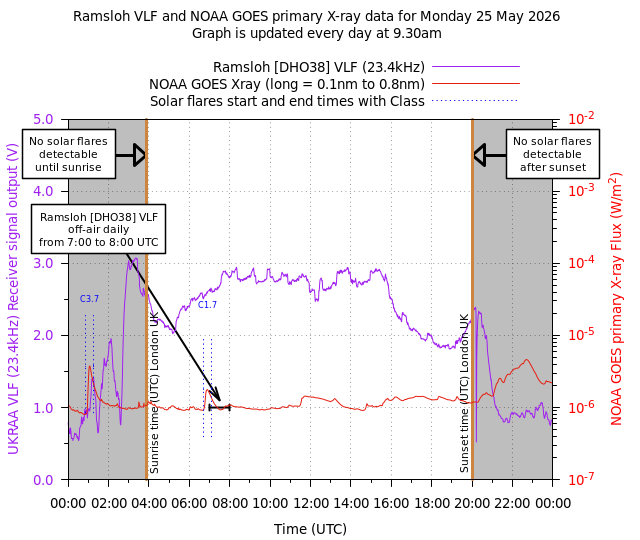 Ramsloh VLF and NOAA GOES primary X-ray data for Monday 25 May 2026
Graph is updated every day at 9.30am
Ramsloh [DHO38] VLF (23.4kHz)
NOAA GOES Xray (long = 0.1nm to 0.8nm)
Solar flares start and end times with Class
5.0
4.0
3.0
2.0
1.0
0.0
UKRAA VLF (23.4kHz) Receiver signal output (V)
No solar flares
detectable
until sunrise
Ramsloh [DHO38] VLF
off-air daily
from 7:00 to 8:00 UTC
C3.7
C1.7
Sunrise time (UTC) London UK
Sunset time (UTC) London UK
No solar flares
detectable
after sunset
10-2
10-3
10-4
10-5
10-6
10-7
NOAA GOES primary X-ray Flux (W/m2)
00:00 02:00 04:00 06:00 08:00 10:00 12:00 14:00 16:00 18:00 20:00 22:00 00:00
Time (UTC)